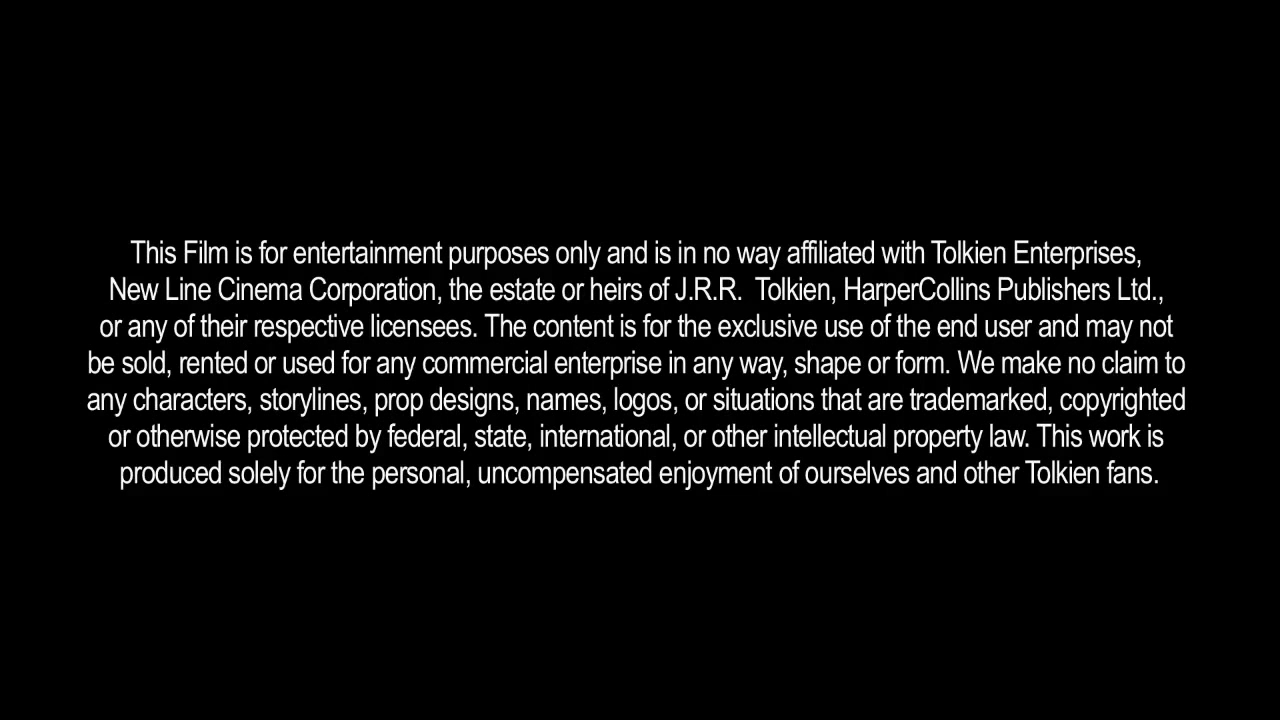 This Film is for entertainment purposes only and is in no way affiliated with Tolkien Enterprises,
New Line Cinema Corporation, the estate or heirs of J.R.R.  Tolkien, HarperCollins Publishers Ltd.,
or any of their respective licensees. The content is for the exclusive use of the end user and may not
be sold, rented or used for any commercial enterprise in any way, shape or form. We make no claim to
any characters, storylines, prop designs, names, logos, or situations that are trademarked, copyrighted
or otherwise protected by federal, state, international, or other intellectual property law. This work is
produced solely for the personal, uncompensated enjoyment of ourselves and other Tolkien fans.